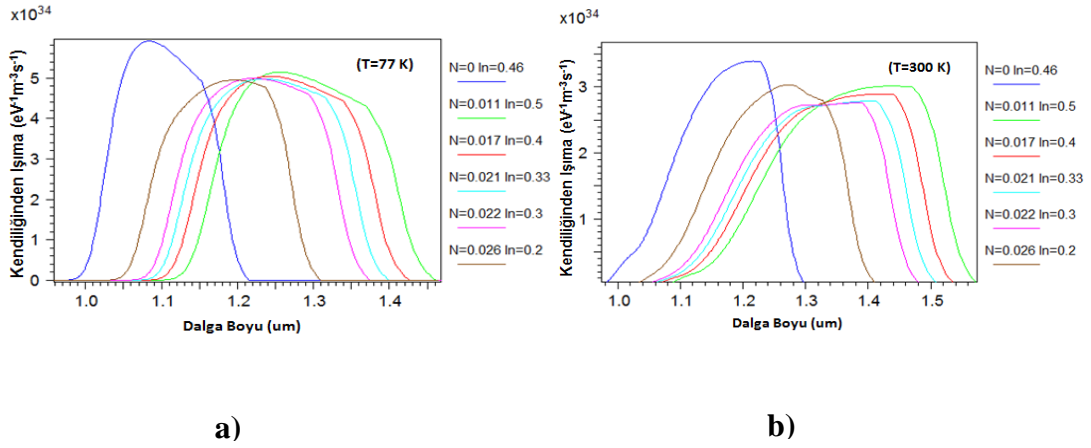 x10³⁴
Kendiliğinden Işıma (eV⁻¹m⁻³s⁻¹)
5
4
3
2
1
0
1.0 1.1 1.2 1.3 1.4
Dalga Boyu (um)
(T=77 K)
N=0 In=0.46
N=0.011 In=0.5
N=0.017 In=0.4
N=0.021 In=0.33
N=0.022 In=0.3
N=0.026 In=0.2
a)
x10³⁴
Kendiliğinden Işıma (eV⁻¹m⁻³s⁻¹)
3
2
1
1.0 1.1 1.2 1.3 1.4 1.5
Dalga Boyu (um)
(T=300 K)
N=0 In=0.46
N=0.011 In=0.5
N=0.017 In=0.4
N=0.021 In=0.33
N=0.022 In=0.3
N=0.026 In=0.2
b)